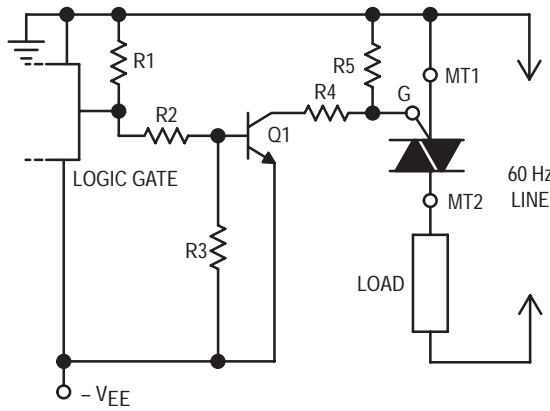 R1
R5
MT1
R4
G
R2
Q1
LOGIC GATE
60 Hz
LINE
MT2
R3
LOAD
– VEE